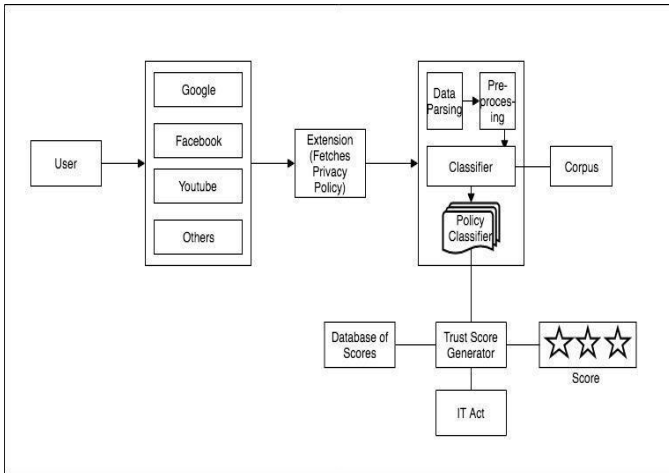 User
Google
Facebook
Youtube
Others
Extension
(Fetches
Privacy
Policy)
Data
Parsing
Pre-
proces-
ing
Classifier
Corpus
Policy
Classifier
Database of
Scores
Trust Score
Generator
Score
IT Act